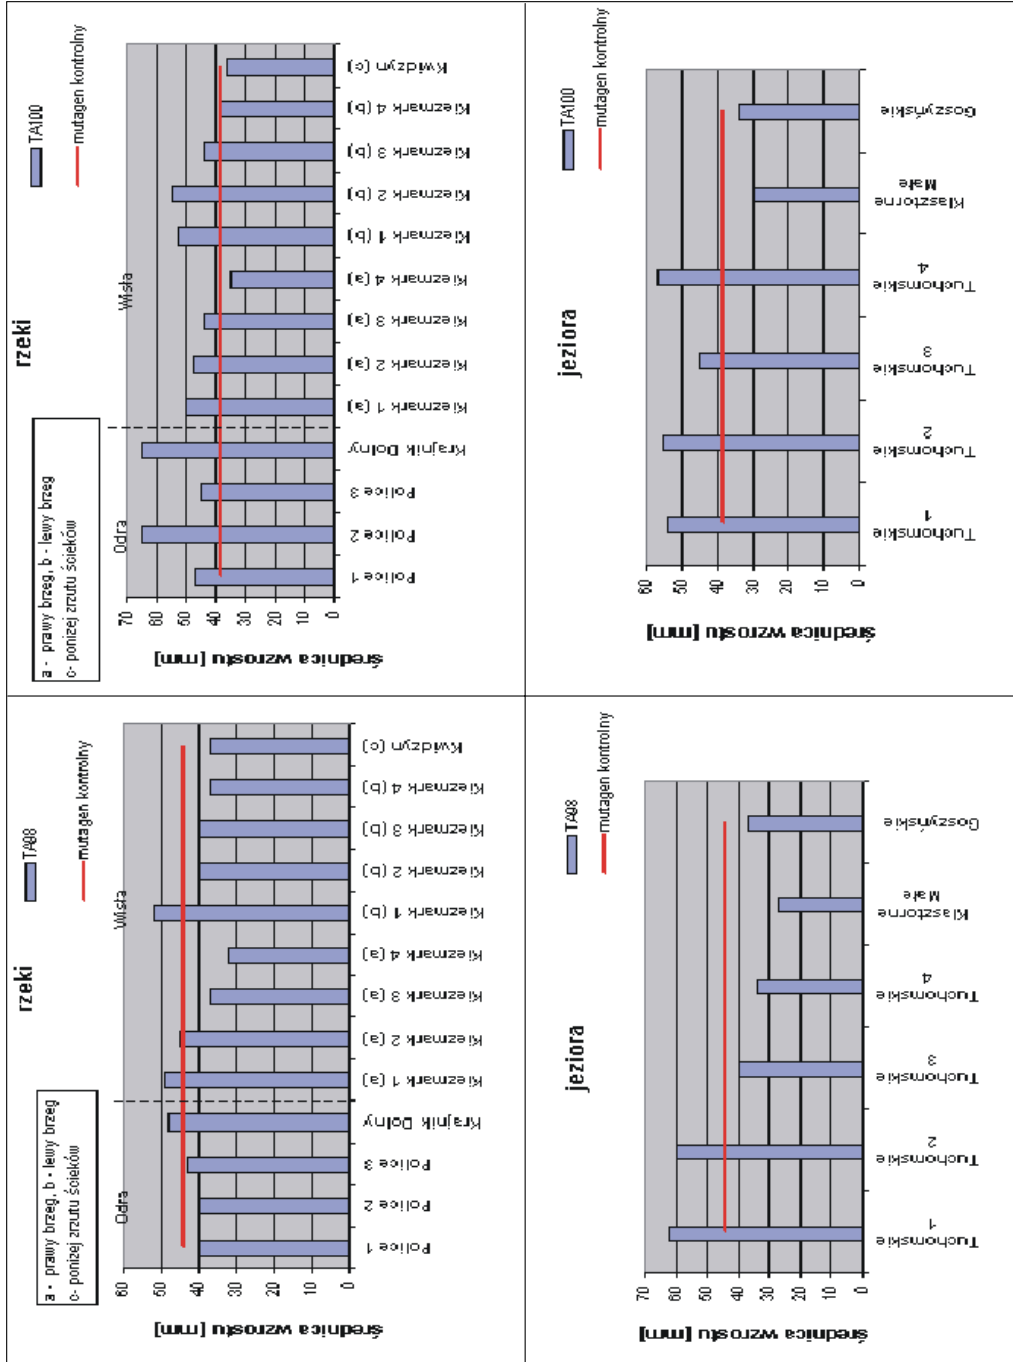 rzeki
a - prawy brzeg, b - lewy brzeg
c- poniżej zrzutu ścieków
TA98
mutagen kontrolny
Odra
Wisła
średnica wzrostu [mm]
60
50
40
30
20
10
0
Police 1
Police 2
Police 3
Krajnik Dolny
Kiezmark 1 (a)
Kiezmark 2 (a)
Kiezmark 3 (a)
Kiezmark 4 (a)
Kiezmark 1 (b)
Kiezmark 2 (b)
Kiezmark 3 (b)
Kiezmark 4 (b)
Kwidzyn (c)
rzeki
a - prawy brzeg, b - lewy brzeg
c- poniżej zrzutu ścieków
TA100
mutagen kontrolny
Odra
Wisła
średnica wzrostu [mm]
70
60
50
40
30
20
10
0
Police 1
Police 2
Police 3
Krajnik Dolny
Kiezmark 1 (a)
Kiezmark 2 (a)
Kiezmark 3 (a)
Kiezmark 4 (a)
Kiezmark 1 (b)
Kiezmark 2 (b)
Kiezmark 3 (b)
Kiezmark 4 (b)
Kwidzyn (c)
jeziora
TA98
mutagen kontrolny
średnica wzrostu [mm]
70
60
50
40
30
20
10
0
Tuchomskie
1
Tuchomskie
2
Tuchomskie
3
Tuchomskie
4
Klasztorne
Małe
Goszyńskie
jeziora
TA100
mutagen kontrolny
średnica wzrostu [mm]
60
50
40
30
20
10
0
Tuchomskie
1
Tuchomskie
2
Tuchomskie
3
Tuchomskie
4
Klasztorne
Małe
Goszyńskie